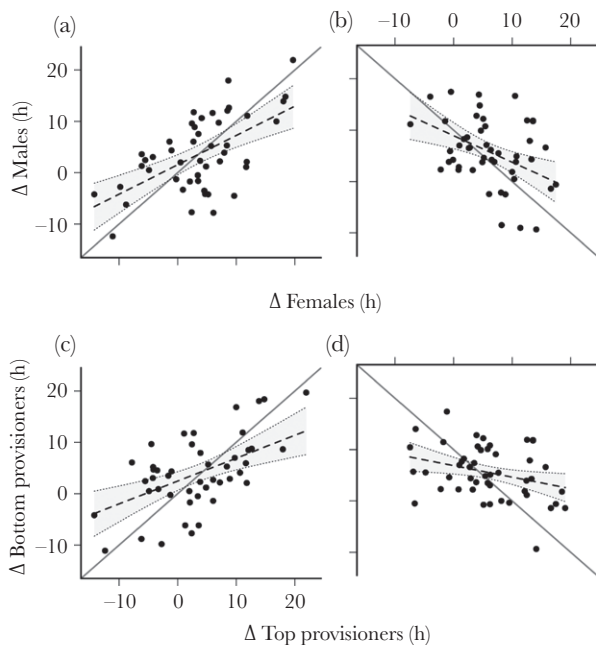 (a)
(b)
−10 0 10 20
20
10
0
−10
Δ Males (h)
Δ Females (h)
(c)
(d)
20
10
0
−10
Δ Bottom provisioners (h)
−10 0 10 20
Δ Top provisioners (h)